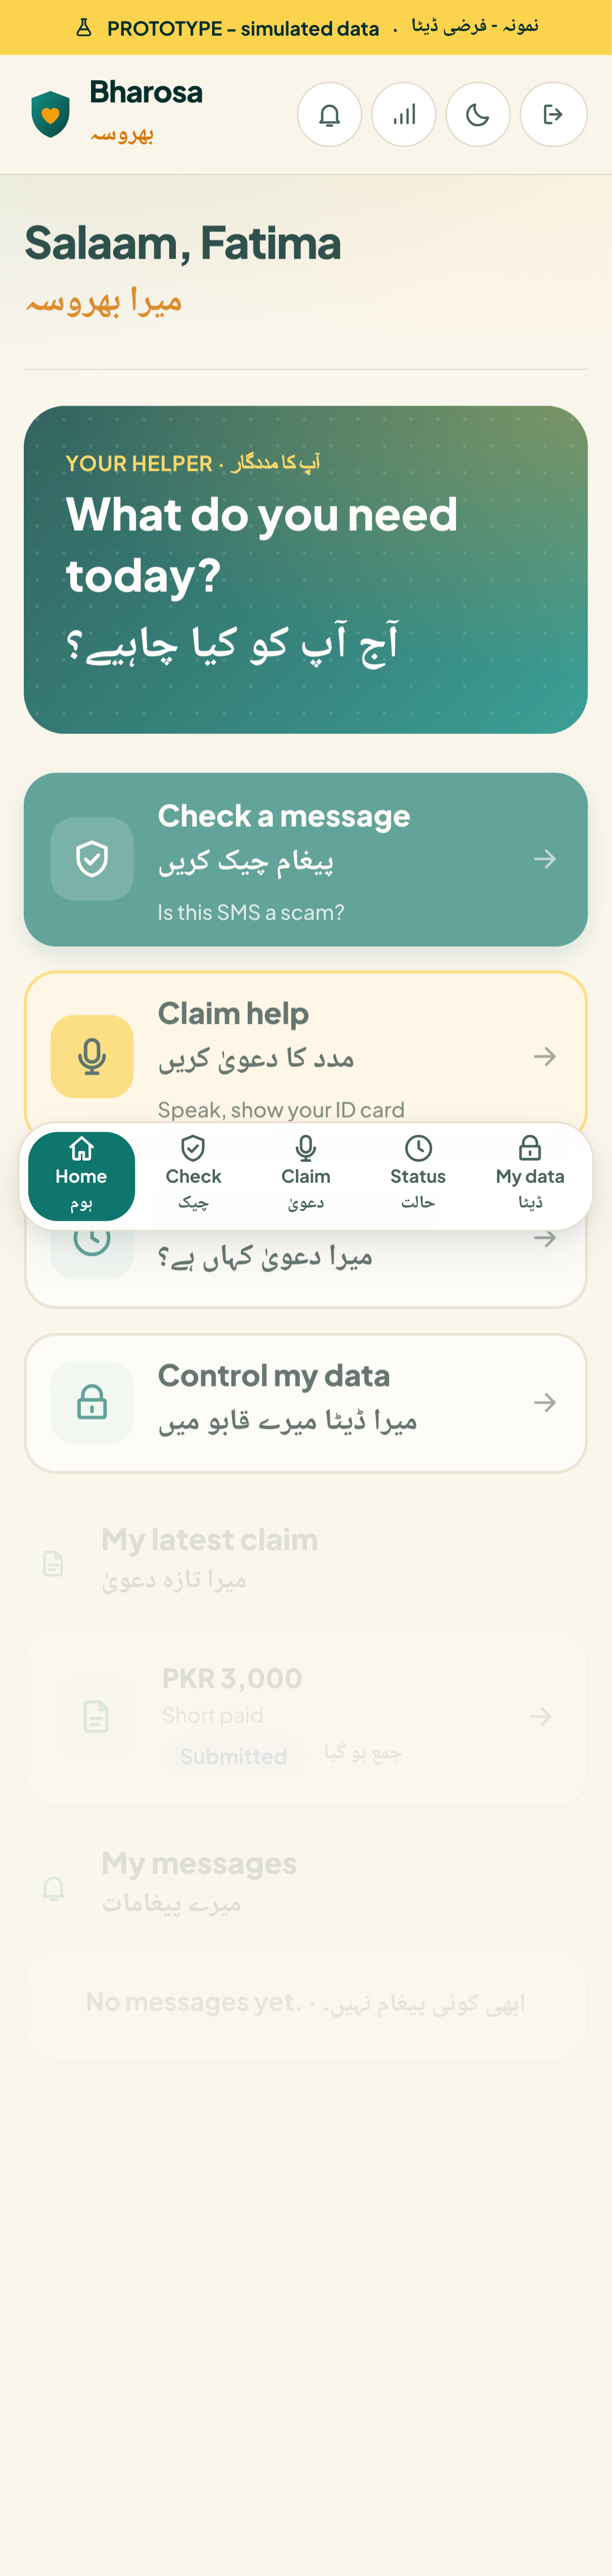 PROTOTYPE – simulated data · نمونہ - فرضی ڈیٹا
Bharosa
بھروسہ
Salaam, Fatima
میرا بھروسہ
YOUR HELPER · آپ کا مددگار
What do you need
today?
آج آپ کو کیا چاہیے؟
Check a message
پیغام چیک کریں
Is this SMS a scam?
Claim help
مدد کا دعویٰ کریں
Speak, show your ID card
Home
ہوم
Check
چیک
Claim
دعویٰ
Status
حالت
My data
ڈیٹا
میرا دعویٰ کہاں ہے؟
Control my data
میرا ڈیٹا میرے قابو میں
My latest claim
میرا تازہ دعویٰ
PKR 3,000
Short paid
Submitted جمع ہو گیا
My messages
میرے پیغامات
No messages yet. · ابھی کوئی پیغام نہیں۔